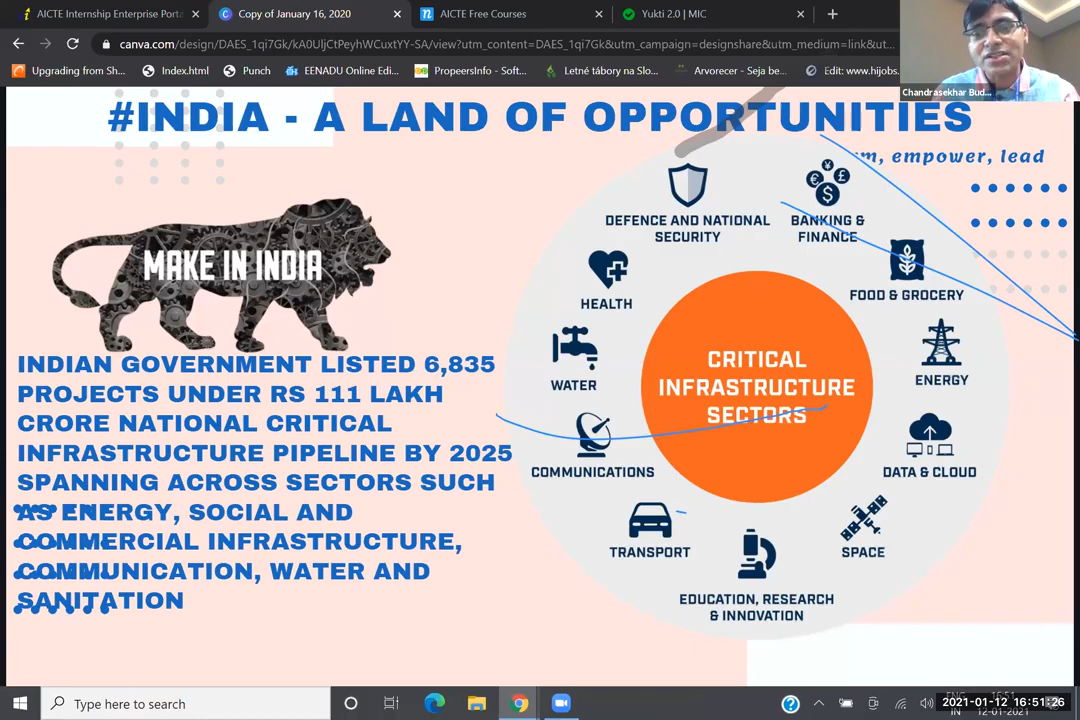 AICTE Internship Enterprise Porta
Copy of January 16, 2020
AICTE Free Courses
Yukti 2.0 | MIC
canva.com/design/DAES_1qi7Gk/kA0UljCtPeyhWCuxtYY-SA/view?utm_content=DAES_1qi7Gk&utm_campaign=designshare&utm_medium=link&ut...
Upgrading from Sh...
Index.html
Punch
EENADU Online Edi...
PropeersInfo - Soft...
Letné tábory na Slo...
Arvorecer - Seja be...
Edit: www.hijobs.
Chandrasekhar Bud...
#INDIA - A LAND OF OPPORTUNITIES
empower, lead
MAKE IN INDIA
INDIAN GOVERNMENT LISTED 6,835
PROJECTS UNDER RS 111 LAKH
CRORE NATIONAL CRITICAL
INFRASTRUCTURE PIPELINE BY 2025
SPANNING ACROSS SECTORS SUCH
AS ENERGY, SOCIAL AND
COMMERCIAL INFRASTRUCTURE,
COMMUNICATION, WATER AND
SANITATION
DEFENCE AND NATIONAL
SECURITY
BANKING &
FINANCE
FOOD & GROCERY
ENERGY
DATA & CLOUD
SPACE
EDUCATION, RESEARCH
& INNOVATION
TRANSPORT
COMMUNICATIONS
WATER
HEALTH
CRITICAL
INFRASTRUCTURE
SECTORS
Type here to search
2021-01-12 16:51:26
12-01-2021